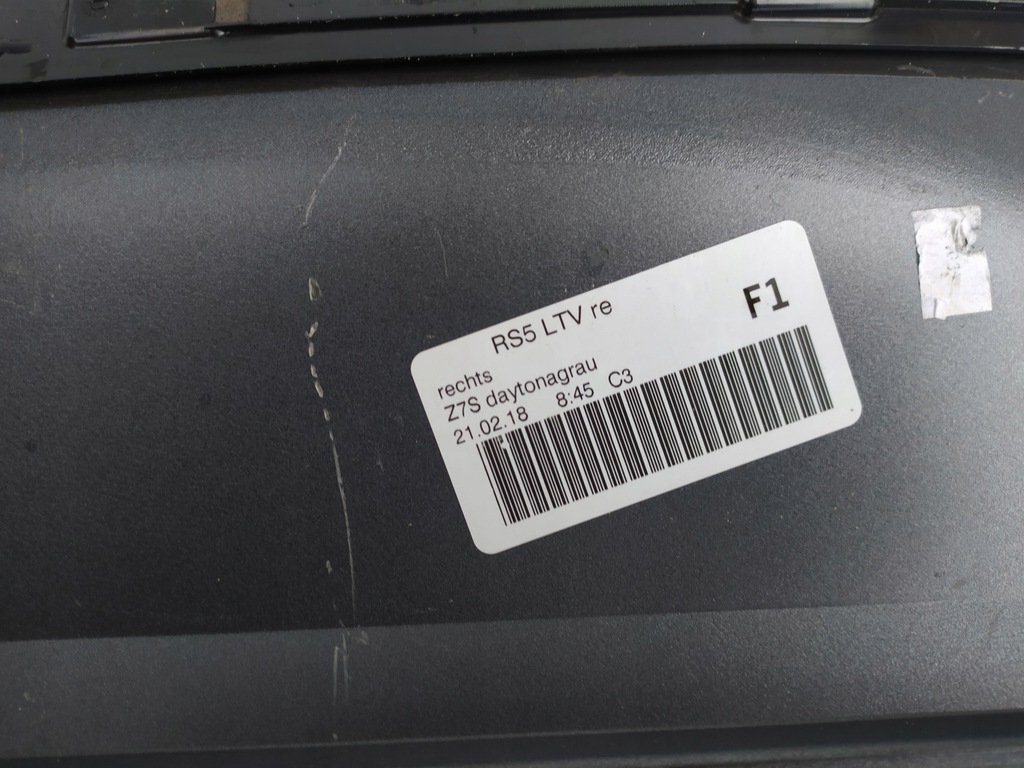 RS5 LTV re
F1
rechts
Z7S daytonagrau
21.02.18 8:45 C3